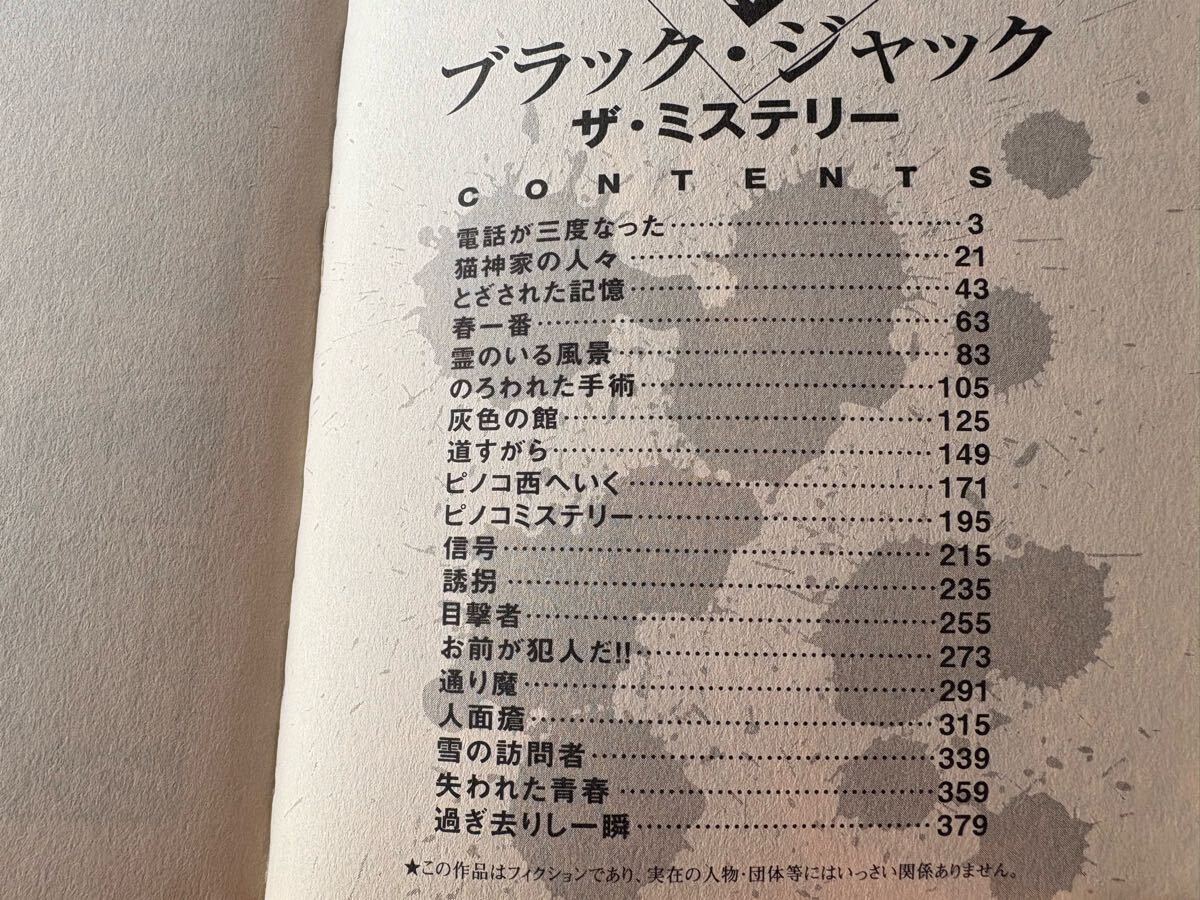 ブラック・ジャック
ザ・ミステリー
CONTENTS
電話が三度なった……3
猫神家の人々……21
とざされた記憶……43
春一番……63
霊のいる風景……83
のろわれた手術……105
灰色の館……125
道すがら……149
ピノコ西へいく……171
ピノコミステリー……195
信号……215
誘拐……235
目撃者……255
お前が犯人だ!!……273
通り魔……291
人面瘡……315
雪の訪問者……339
失われた青春……359
過ぎ去りし一瞬……379
★この作品はフィクションであり、実在の人物・団体等にはいっさい関係ありません。